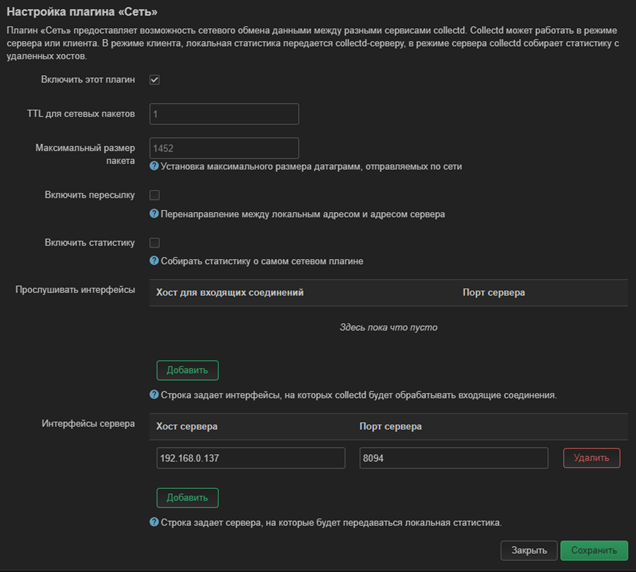 Настройка плагина «Сеть»
Плагин «Сеть» предоставляет возможность сетевого обмена данными между разными сервисами collectd. Collectd может работать в режиме
сервера или клиента. В режиме клиента, локальная статистика передается collectd-серверу, в режиме сервера collectd собирает статистику с
удаленных хостов.
Включить этот плагин
TTL для сетевых пакетов
1
Максимальный размер
пакета
1452
Установка максимального размера датаграмм, отправляемых по сети
Включить пересылку
Перенаправление между локальным адресом и адресом сервера
Включить статистику
Собирать статистику о самом сетевом плагине
Прослушивать интерфейсы
Хост для входящих соединений Порт сервера
Здесь пока что пусто
Добавить
Строка задает интерфейсы, на которых collectd будет обрабатывать входящие соединения.
Интерфейсы сервера
Хост сервера Порт сервера
192.168.0.137 8094 Удалить
Добавить
Строка задает сервера, на которые будет передаваться локальная статистика.
Закрыть Сохранить